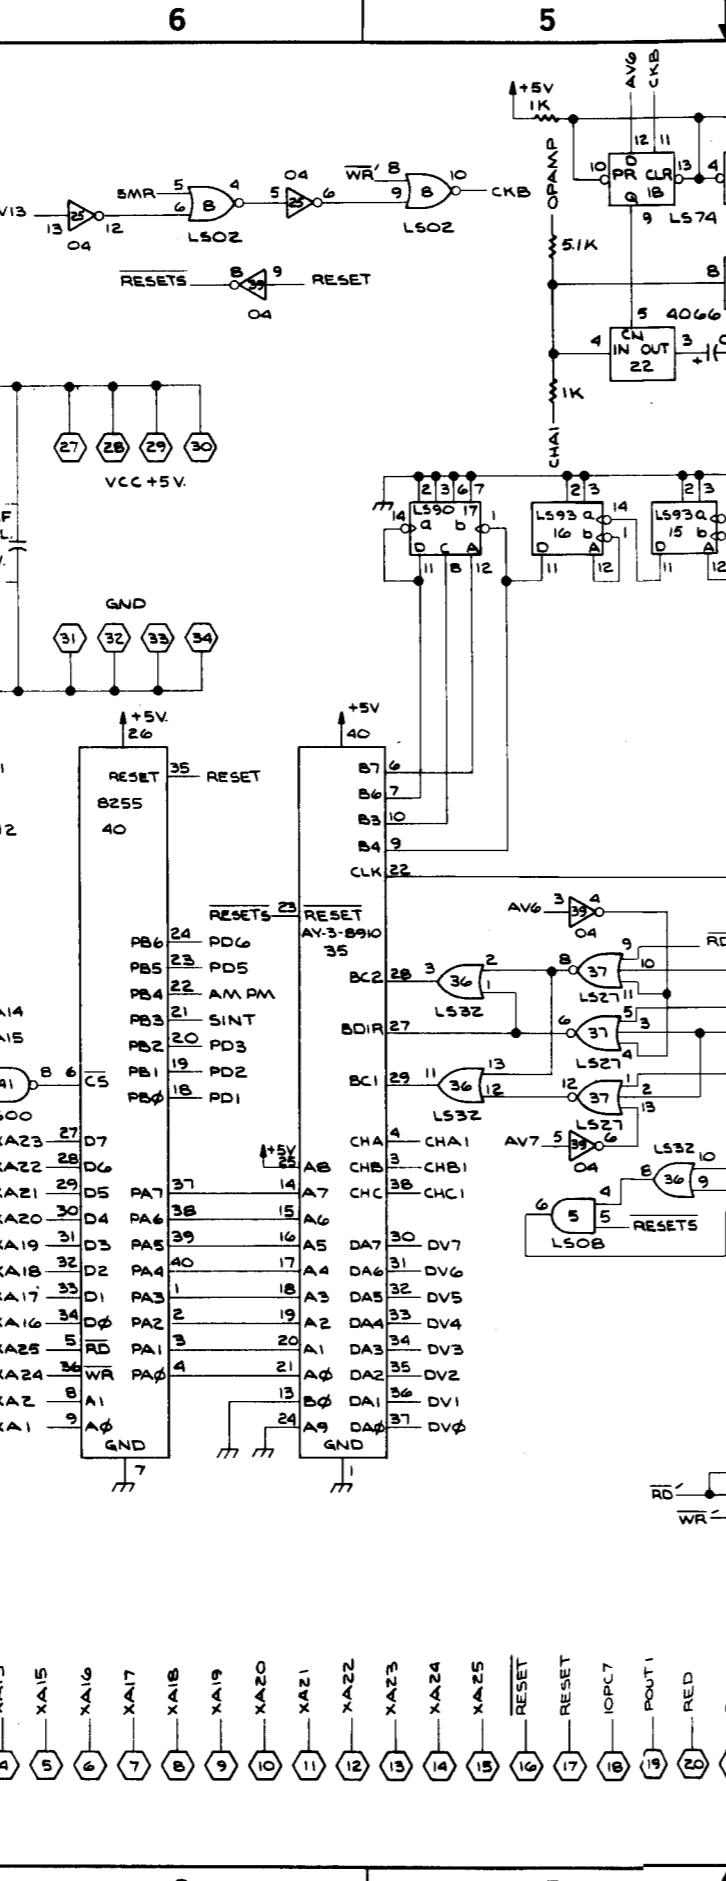 6 5
+5V
1K
AV6
CKB
OPAMP
12 11
10 D 13 4
PR CLR
18
Q
9 LS74
5.1K
8
5 4066
4 CN 3
IN OUT
22
+
1K
CHA1
V13
13 25 12
04
SMR 5 4
6 8
LS02
04
5 25 6
WR' 8 10
9 8 CKB
LS02
RESETS 8 39 9 RESET
04
27 28 29 30
VCC +5V.
GND
31 32 33 34
2 3 6 7
14 LS90 17 1
a b
D C A
11 8 12
2 3
LS93 a 14
16 b 1
D A
11 12
2 3
LS93 a
15 b
D A
11 12
+5V.
26
RESET 35 RESET
8255
40
PB6 24 PD6
PB5 23 PD5
PB4 22 AM PM
PB3 21 SINT
PB2 20 PD3
PB1 19 PD2
PBØ 18 PD1
8 6 CS
XA23 27 D7
XA22 28 D6
XA21 29 D5 PA7 37
XA20 30 D4 PA6 38
XA19 31 D3 PA5 39
XA18 32 D2 PA4 40
XA17 33 D1 PA3 1
XA16 34 DØ PA2 2
XA25 5 RD PA1 3
XA24 36 WR PAØ 4
XA2 8 A1
XA1 9 AØ
GND
7
+5V
40
B7 6
B6 7
B3 10
B4 9
CLK 22
RESETS 23 RESET
AY-3-8910
35
BC2 28
BDIR 27
BC1 29
CHA 4 CHA1
CHB 3 CHB1
CHC 38 CHC1
+5V
25 A8
14 A7
15 A6
16 A5 DA7 30 DV7
17 A4 DA6 31 DV6
18 A3 DA5 32 DV5
19 A2 DA4 33 DV4
20 A1 DA3 34 DV3
21 AØ DA2 35 DV2
13 BØ DA1 36 DV1
24 A9 DAØ 37 DVØ
GND
1
AV6 3 39 4
04
3 36 2
1
LS32
8 37 9
10
LS27 11
6 37 5
3
LS27 4
11 36 13
12
LS32
12 37 1
2
LS27 13
AV7 5 39 6
04
LS32
8 36 10
9
6 5 4
5 RESETS
LS08
RD'
WR'
XA15 XA16 XA17 XA18 XA19 XA20 XA21 XA22 XA23 XA24 XA25 RESET RESET IOPC7 POUT1 RED
4 5 6 7 8 9 10 11 12 13 14 15 16 17 18 19 20